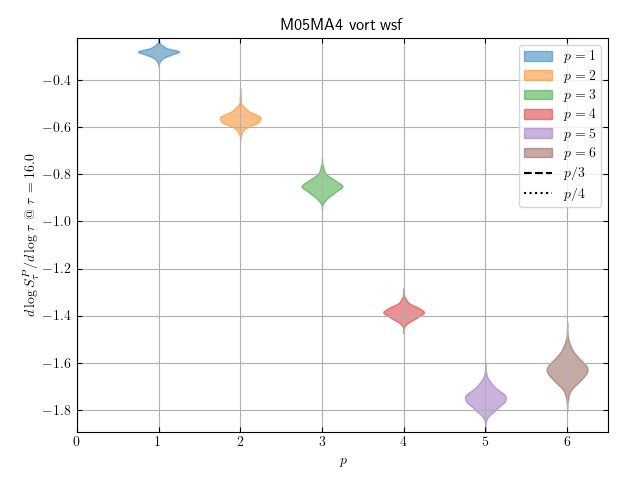 M05MA4 vort wsf
d log S_τ^p / d log τ @ τ = 16.0
−0.4
−0.6
−0.8
−1.0
−1.2
−1.4
−1.6
−1.8
p = 1
p = 2
p = 3
p = 4
p = 5
p = 6
p/3
p/4
0
1
2
3
4
5
6
p